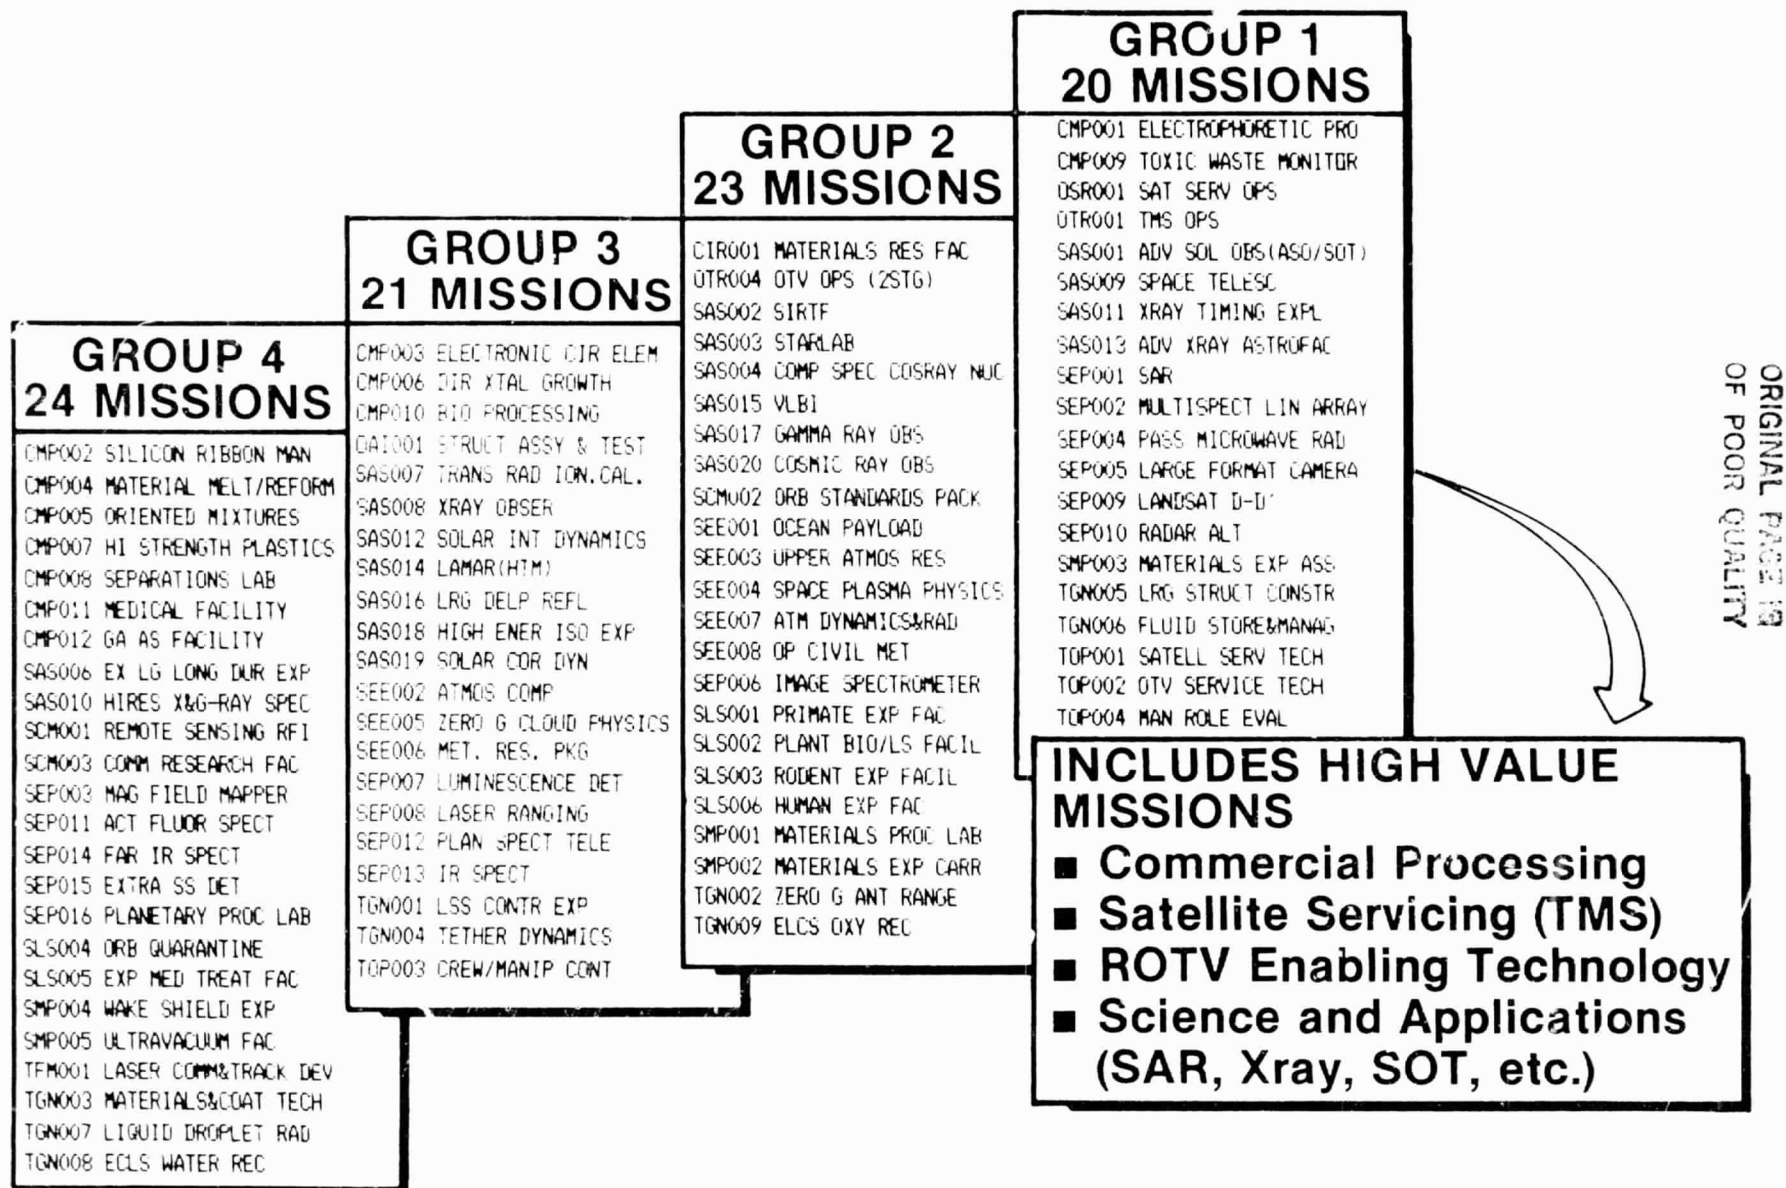 GROUP 1
20 MISSIONS
CMP001 ELECTROPHORETIC PRO
CMP009 TOXIC WASTE MONITOR
OSR001 SAT SERV OPS
OTR001 TMS OPS
SAS001 ADV SOL OBS(ASO/SOT)
SAS009 SPACE TELESC
SAS011 XRAY TIMING EXPL
SAS013 ADV XRAY ASTROFAC
SEP001 SAR
SEP002 MULTISPECT LIN ARRAY
SEP004 PASS MICROWAVE RAD
SEP005 LARGE FORMAT CAMERA
SEP009 LANDSAT D-D'
SEP010 RADAR ALT
SMP003 MATERIALS EXP ASS
TGN005 LRG STRUCT CONSTR
TGN006 FLUID STORE&MANAG
TOP001 SATELL SERV TECH
TOP002 OTV SERVICE TECH
TOP004 MAN ROLE EVAL
GROUP 2
23 MISSIONS
CIR001 MATERIALS RES FAC
OTR004 OTV OPS (2STG)
SAS002 SIRTF
SAS003 STARLAB
SAS004 COMP SPEC COSRAY NUC
SAS015 VLBI
SAS017 GAMMA RAY OBS
SAS020 COSMIC RAY OBS
SCM002 ORB STANDARDS PACK
SEE001 OCEAN PAYLOAD
SEE003 UPPER ATMOS RES
SEE004 SPACE PLASMA PHYSICS
SEE007 ATM DYNAMICS&RAD
SEE008 OP CIVIL MET
SEP006 IMAGE SPECTROMETER
SLS001 PRIMATE EXP FAC
SLS002 PLANT BIO/LS FACIL
SLS003 RODENT EXP FACIL
SLS006 HUMAN EXP FAC
SMP001 MATERIALS PROC LAB
SMP002 MATERIALS EXP CARR
TGN002 ZERO G ANT RANGE
TGN009 ELCS OXY REC
GROUP 3
21 MISSIONS
CMP003 ELECTRONIC CIR ELEM
CMP006 DIR XTAL GROWTH
CMP010 BIO PROCESSING
OAI001 STRUCT ASSY & TEST
SAS007 TRANS RAD ION.CAL.
SAS008 XRAY OBSER
SAS012 SOLAR INT DYNAMICS
SAS014 LAMAR(HTM)
SAS016 LRG DELP REFL
SAS018 HIGH ENER ISO EXP
SAS019 SOLAR COR DYN
SEE002 ATMOS COMP
SEE005 ZERO G CLOUD PHYSICS
SEE006 MET. RES. PKG
SEP007 LUMINESCENCE DET
SEP008 LASER RANGING
SEP012 PLAN SPECT TELE
SEP013 IR SPECT
TGN001 LSS CONTR EXP
TGN004 TETHER DYNAMICS
TOP003 CREW/MANIP CONT
GROUP 4
24 MISSIONS
CMP002 SILICON RIBBON MAN
CMP004 MATERIAL MELT/REFORM
CMP005 ORIENTED MIXTURES
CMP007 HI STRENGTH PLASTICS
CMP008 SEPARATIONS LAB
CMP011 MEDICAL FACILITY
CMP012 GA AS FACILITY
SAS006 EX LG LONG DUR EXP
SAS010 HIRES X&G-RAY SPEC
SCM001 REMOTE SENSING RFI
SCM003 COMM RESEARCH FAC
SEP003 MAG FIELD MAPPER
SEP011 ACT FLUOR SPECT
SEP014 FAR IR SPECT
SEP015 EXTRA SS DET
SEP016 PLANETARY PROC LAB
SLS004 ORB QUARANTINE
SLS005 EXP MED TREAT FAC
SMP004 WAKE SHIELD EXP
SMP005 ULTRAVACUUM FAC
TFM001 LASER COMM&TRACK DEV
TGN003 MATERIALS&COAT TECH
TGN007 LIQUID DROPLET RAD
TGN008 ECLS WATER REC
INCLUDES HIGH VALUE
MISSIONS
■ Commercial Processing
■ Satellite Servicing (TMS)
■ ROTV Enabling Technology
■ Science and Applications
(SAR, Xray, SOT, etc.)
ORIGINAL PAGE IS
OF POOR QUALITY